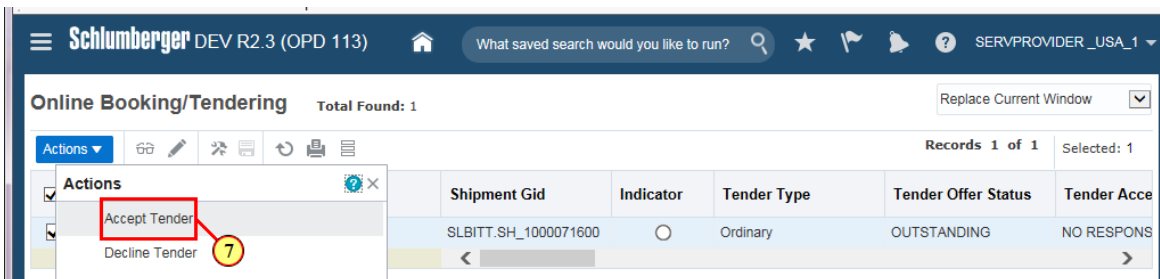 Schlumberger DEV R2.3 (OPD 113) What saved search would you like to run? ? SERVPROVIDER _USA_1
Online Booking/Tendering Total Found: 1 Replace Current Window
Actions Records 1 of 1 Selected: 1
Actions ? Shipment Gid Indicator Tender Type Tender Offer Status Tender Acce
Accept Tender SLBITT.SH_1000071600 Ordinary OUTSTANDING NO RESPONS
Decline Tender 7